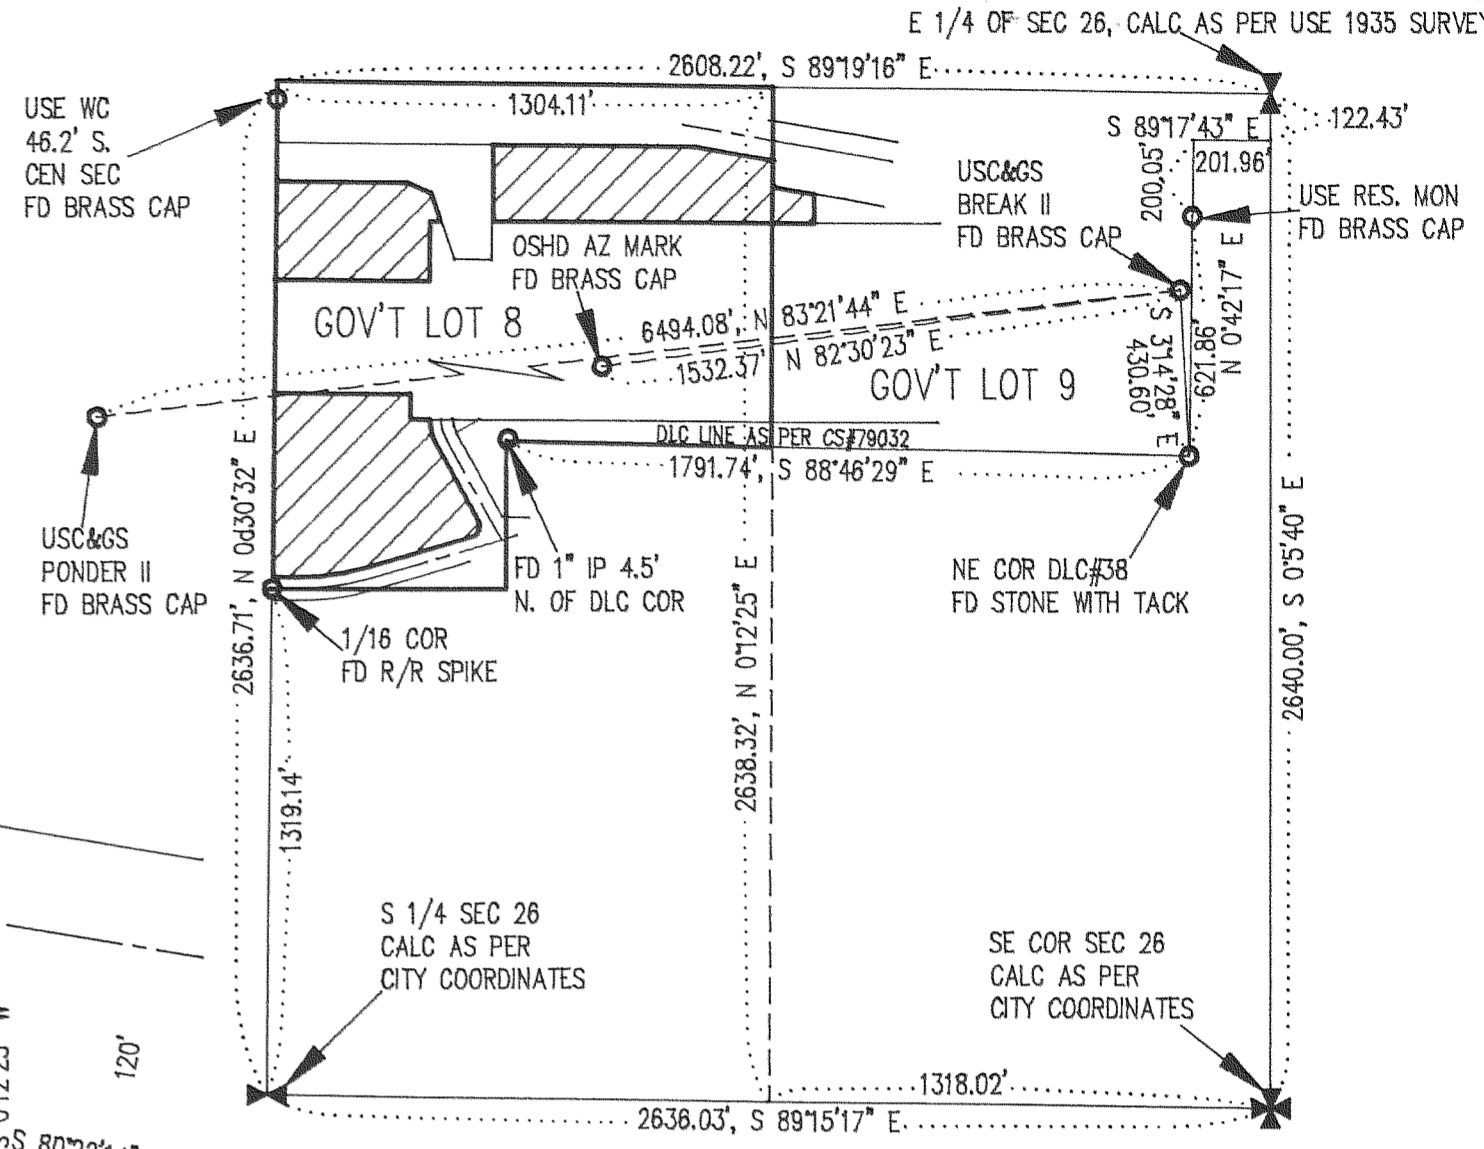 E 1/4 OF SEC 26, CALC AS PER USE 1935 SURVEY
2608.22', S 89°19'16" E
1304.11'
USE WC
46.2' S.
CEN SEC
FD BRASS CAP
S 89°17'43" E
122.43'
201.96'
200.05'
USC&GS
BREAK II
FD BRASS CAP
USE RES. MON
FD BRASS CAP
OSHD AZ MARK
FD BRASS CAP
N 0°42'17" E
621.86'
GOV'T LOT 8
6494.08', N 83°21'44" E
1532.37' N 82°30'23" E
S 3°14'28" E
430.60'
GOV'T LOT 9
DLC LINE AS PER CS#79032
1791.74', S 88°46'29" E
USC&GS
PONDER II
FD BRASS CAP
2636.71', N 0d30'32" E
FD 1" IP 4.5'
N. OF DLC COR
NE COR DLC#38
FD STONE WITH TACK
1/16 COR
FD R/R SPIKE
2638.32', N 0°12'25" E
2640.00', S 0°5'40" E
1319.14'
S 1/4 SEC 26
CALC AS PER
CITY COORDINATES
SE COR SEC 26
CALC AS PER
CITY COORDINATES
120'
1318.02'
2636.03', S 89°15'17" E